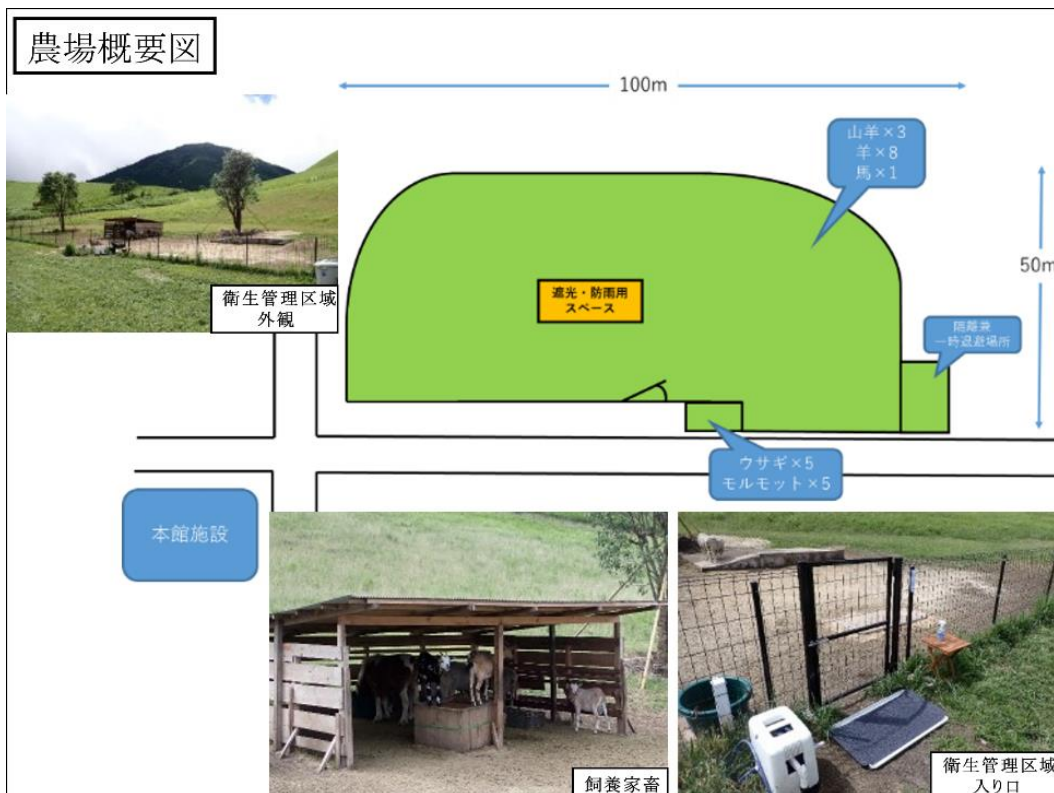 農場概要図
100m
山羊×3
羊×8
馬×1
50m
衛生管理区域
外観
遮光・防雨用
スペース
隔離兼
一時退避場所
ウサギ×5
モルモット×5
本館施設
飼養家畜
衛生管理区域
入り口